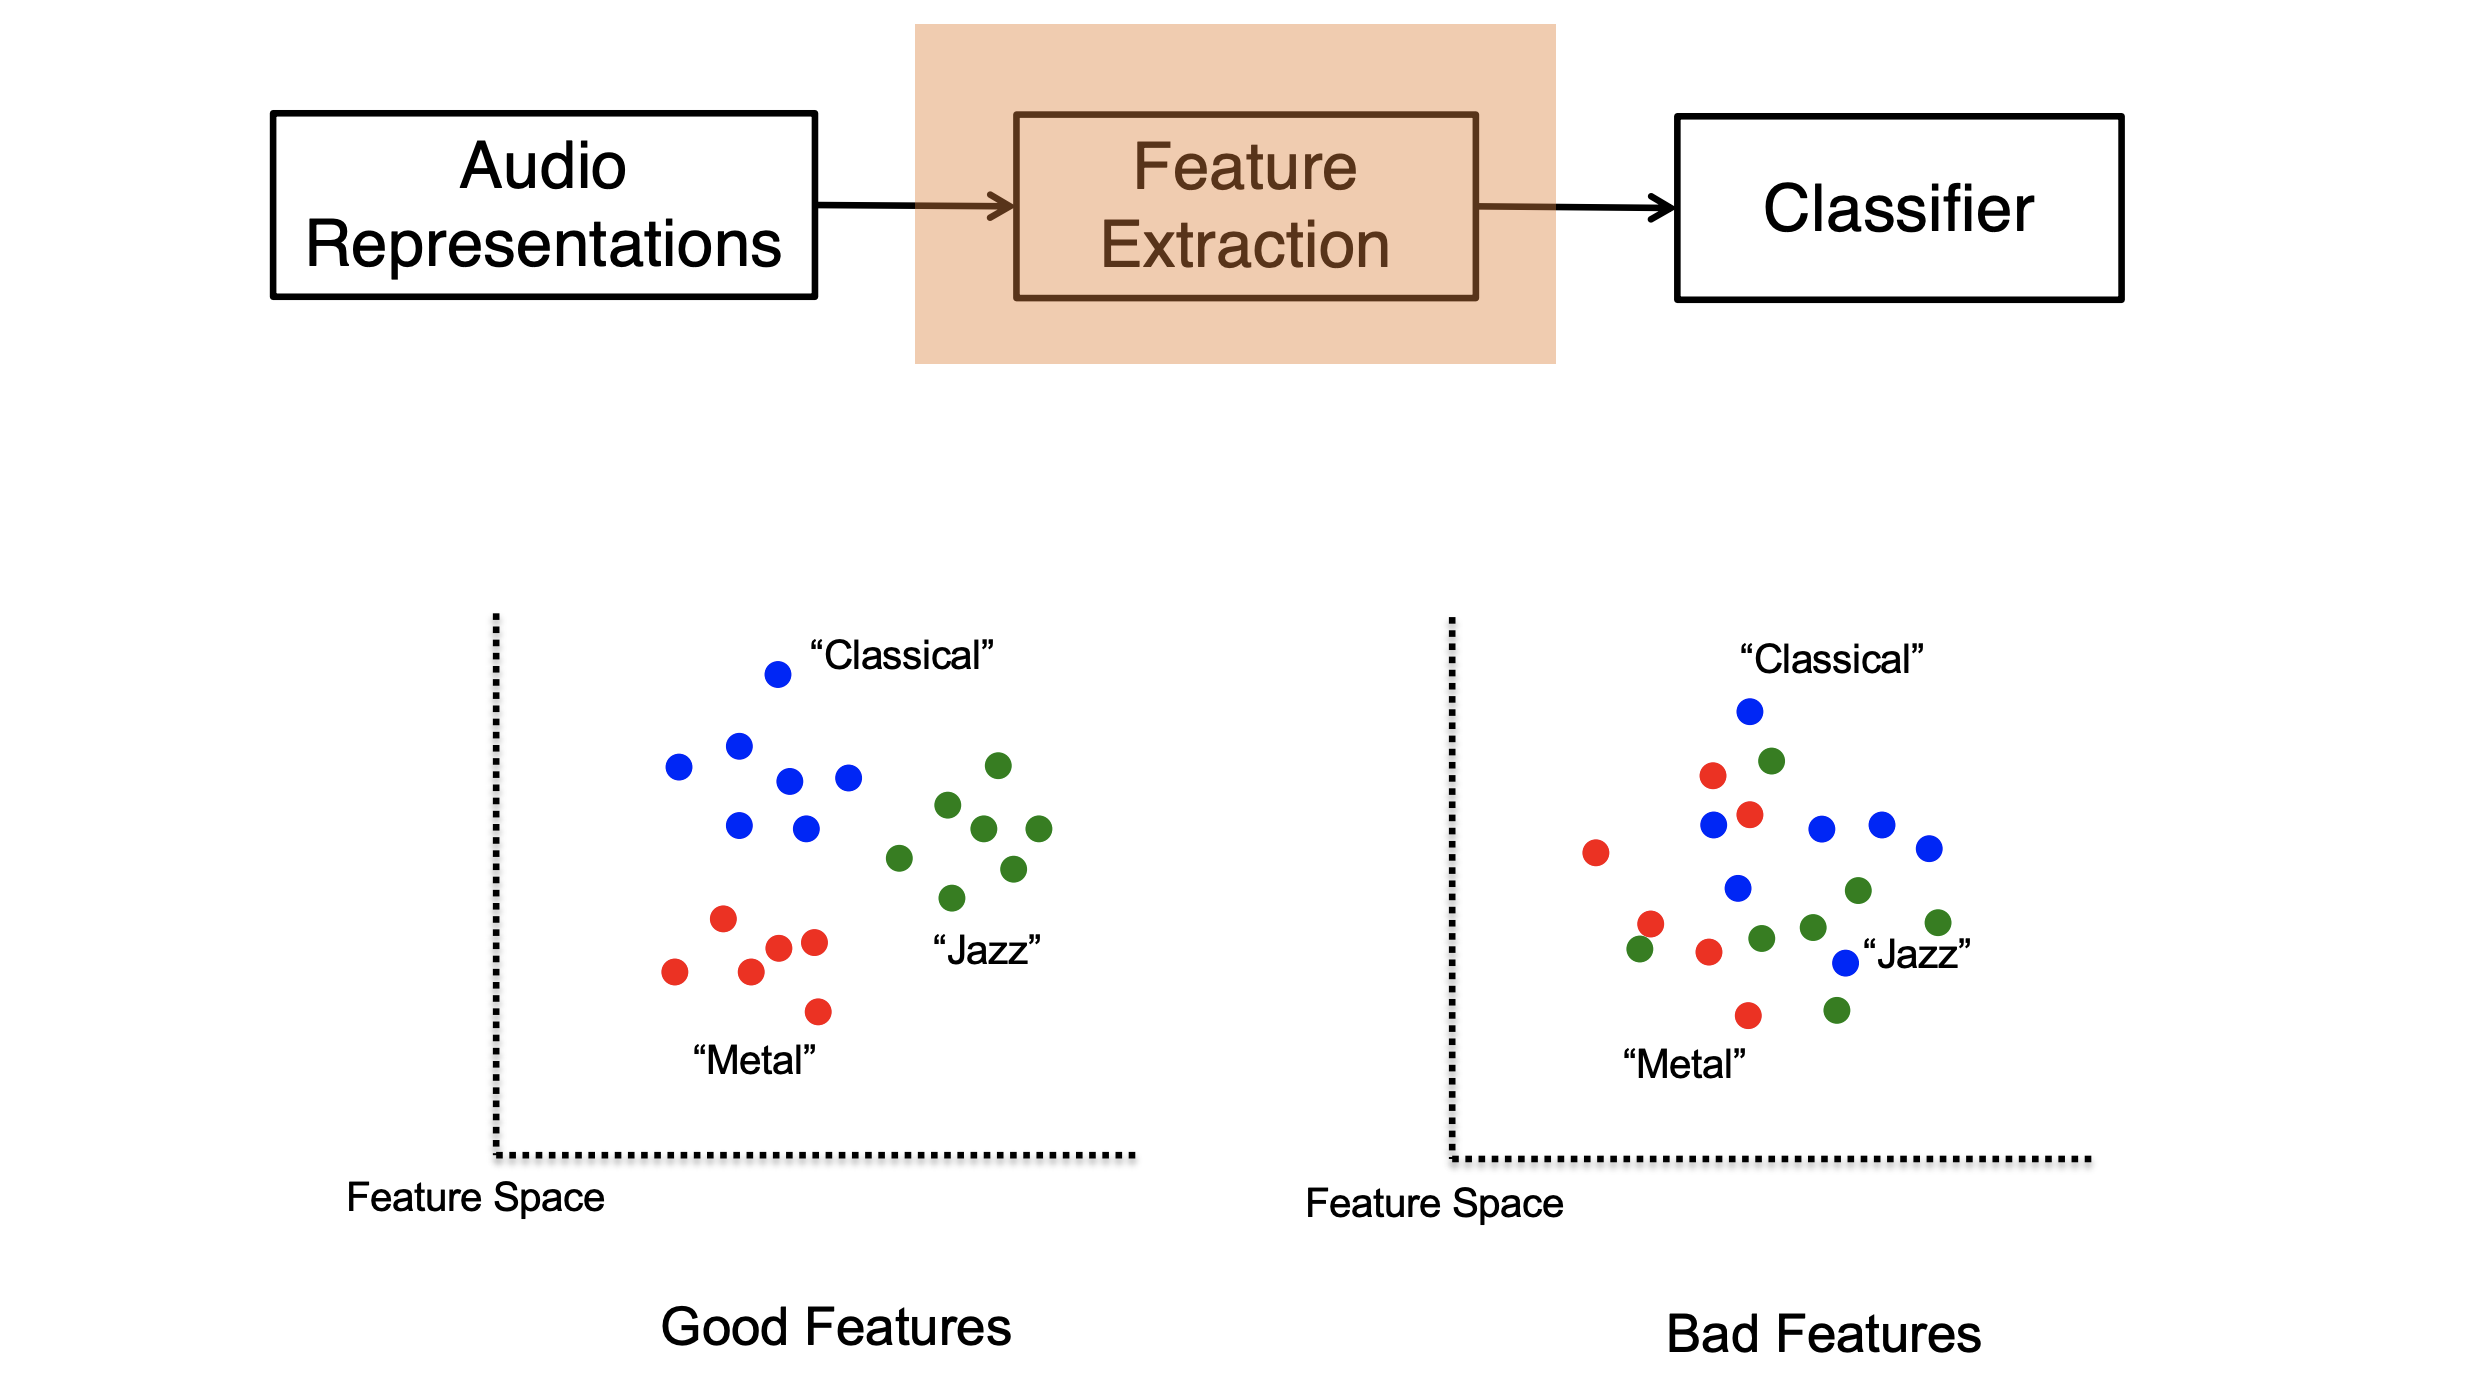 Audio
Representations
Feature
Extraction
Classifier
“Classical”
“Jazz”
“Metal”
Feature Space
Good Features
“Classical”
“Jazz”
“Metal”
Feature Space
Bad Features